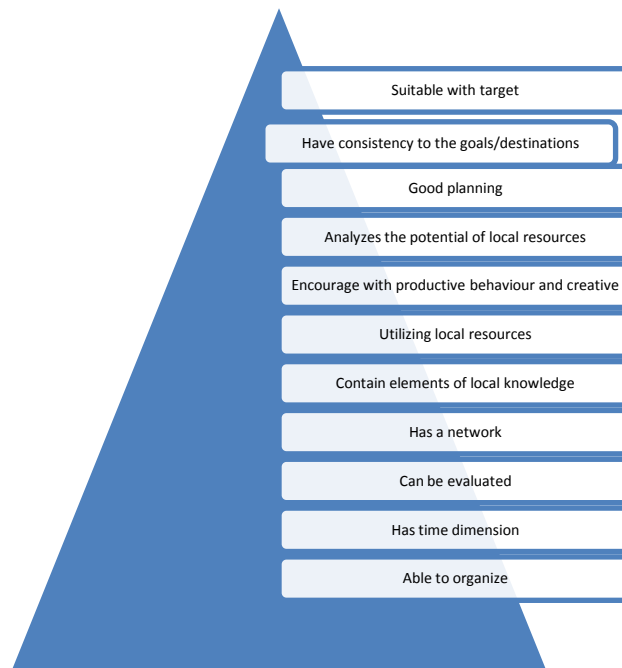 Suitable with target
Have consistency to the goals/destinations
Good planning
Analyzes the potential of local resources
Encourage with productive behaviour and creative
Utilizing local resources
Contain elements of local knowledge
Has a network
Can be evaluated
Has time dimension
Able to organize